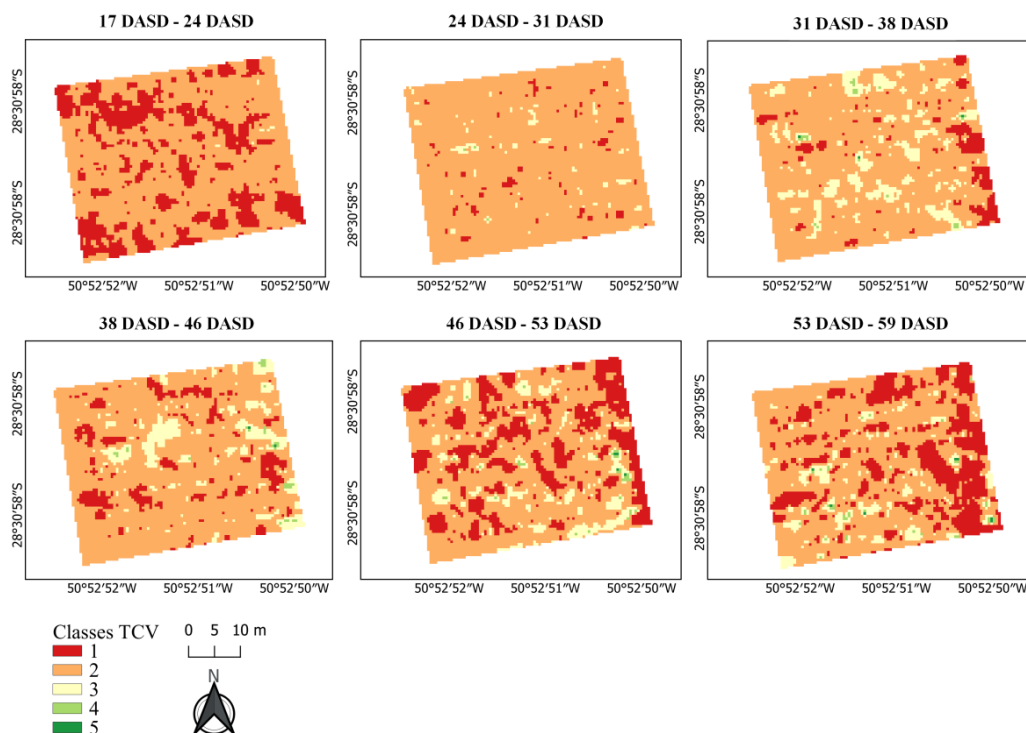 17 DASD - 24 DASD
24 DASD - 31 DASD
31 DASD - 38 DASD
28°30′58″S
28°30′58″S
28°30′58″S
28°30′58″S
28°30′58″S
28°30′58″S
50°52′52″W 50°52′51″W 50°52′50″W
50°52′52″W 50°52′51″W 50°52′50″W
50°52′52″W 50°52′51″W 50°52′50″W
38 DASD - 46 DASD
46 DASD - 53 DASD
53 DASD - 59 DASD
28°30′58″S
28°30′58″S
28°30′58″S
28°30′58″S
28°30′58″S
28°30′58″S
50°52′52″W 50°52′51″W 50°52′50″W
50°52′52″W 50°52′51″W 50°52′50″W
50°52′52″W 50°52′51″W 50°52′50″W
Classes TCV
1
2
3
4
5
0 5 10 m
N